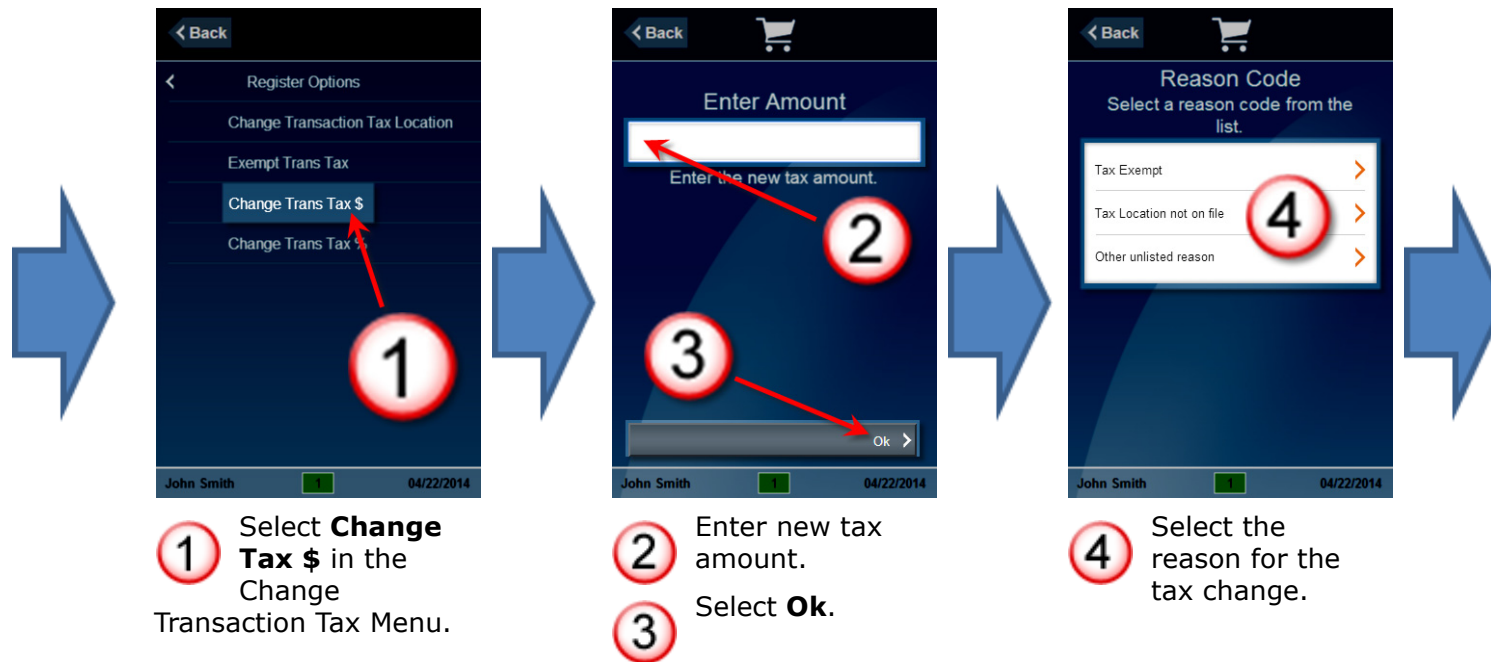 Back
Register Options
Change Transaction Tax Location
Exempt Trans Tax
Change Trans Tax $
Change Trans Tax %
1
John Smith 1 04/22/2014
1 Select Change
Tax $ in the
Change
Transaction Tax Menu.
Back
Enter Amount
Enter the new tax amount.
2
3
Ok
John Smith 1 04/22/2014
2 Enter new tax
amount.
3 Select Ok.
Back
Reason Code
Select a reason code from the
list.
Tax Exempt
Tax Location not on file
Other unlisted reason
4
John Smith 1 04/22/2014
4 Select the
reason for the
tax change.